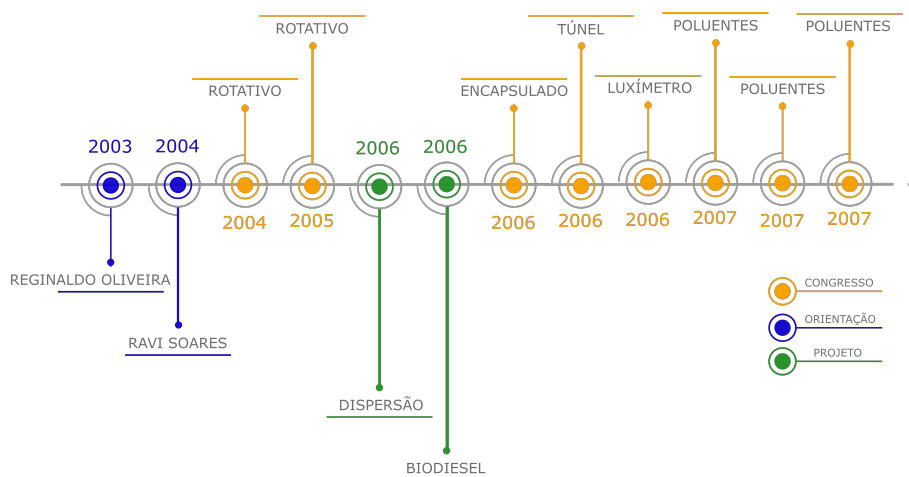 ROTATIVO
TÚNEL
POLUENTES
POLUENTES
ROTATIVO
ENCAPSULADO
LUXÍMETRO
POLUENTES
2003
2004
2006
2006
2004
2005
2006
2006
2006
2007
2007
2007
REGINALDO OLIVEIRA
RAVI SOARES
DISPERSÃO
BIODIESEL
CONGRESSO
ORIENTAÇÃO
PROJETO